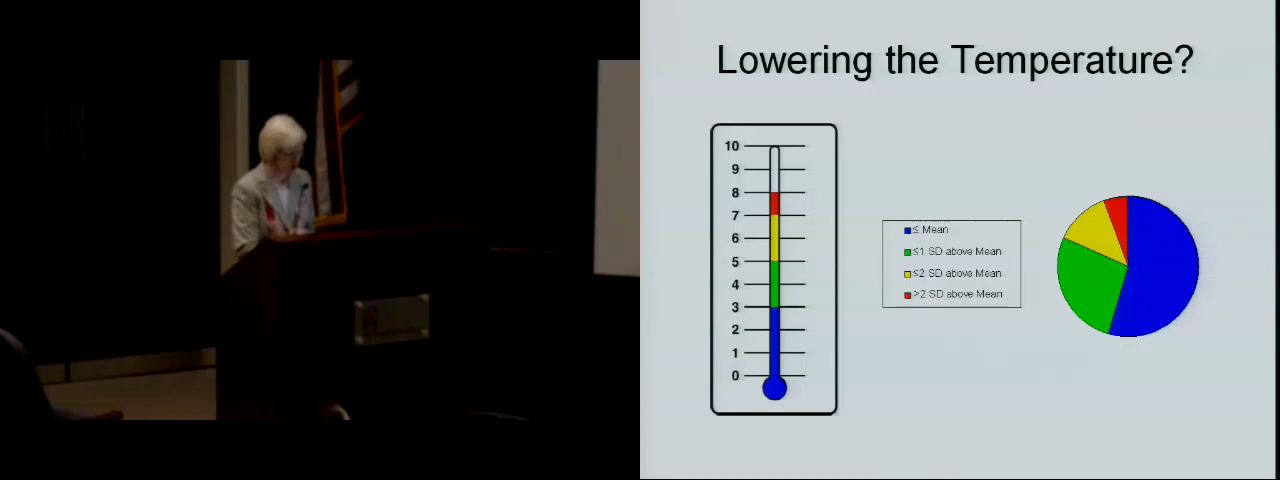 Lowering the Temperature?
10
9
8
7
6
5
4
3
2
1
0
≤ Mean
≤1 SD above Mean
≤2 SD above Mean
>2 SD above Mean